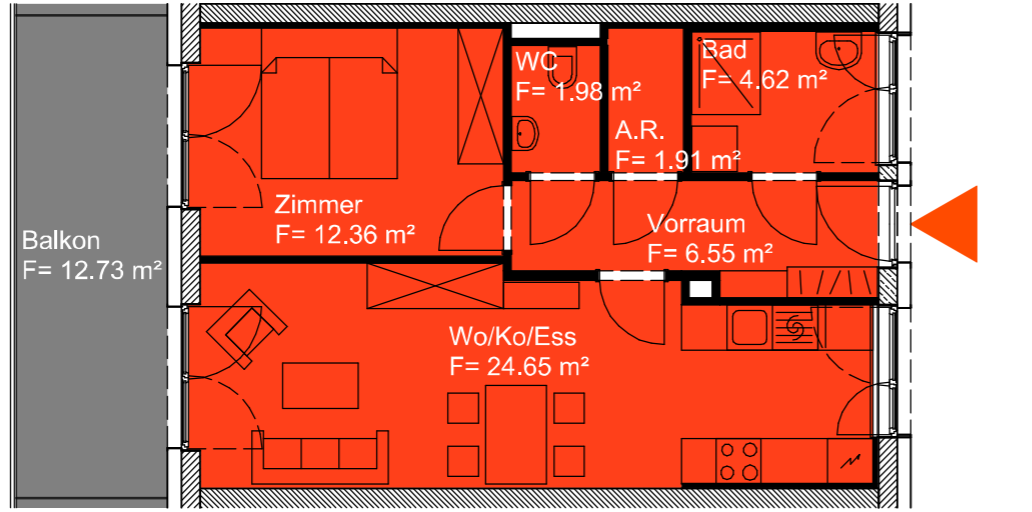 WC
F= 1.98 m²
Bad
F= 4.62 m²
A.R.
F= 1.91 m²
Zimmer
F= 12.36 m²
Vorraum
F= 6.55 m²
Balkon
F= 12.73 m²
Wo/Ko/Ess
F= 24.65 m²